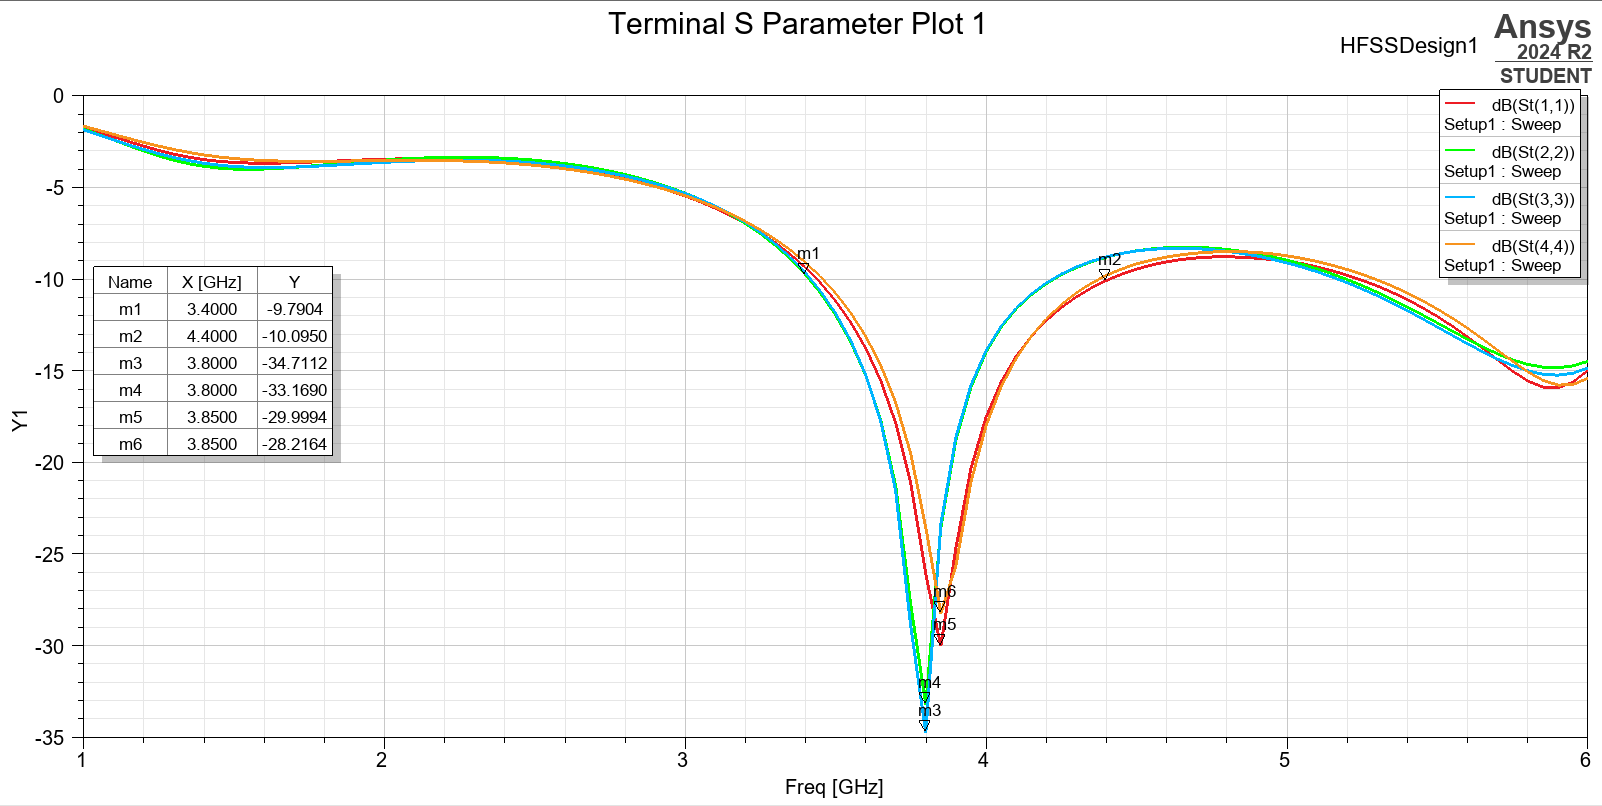 Terminal S Parameter Plot 1
HFSSDesign1
Ansys
2024 R2
STUDENT
dB(St(1,1))
Setup1 : Sweep
dB(St(2,2))
Setup1 : Sweep
dB(St(3,3))
Setup1 : Sweep
dB(St(4,4))
Setup1 : Sweep
0
-5
-10
-15
-20
-25
-30
-35
Y1
Name X [GHz] Y
m1 3.4000 -9.7904
m2 4.4000 -10.0950
m3 3.8000 -34.7112
m4 3.8000 -33.1690
m5 3.8500 -29.9994
m6 3.8500 -28.2164
m1
m2
m6
m5
m4
m3
1 2 3 4 5 6
Freq [GHz]